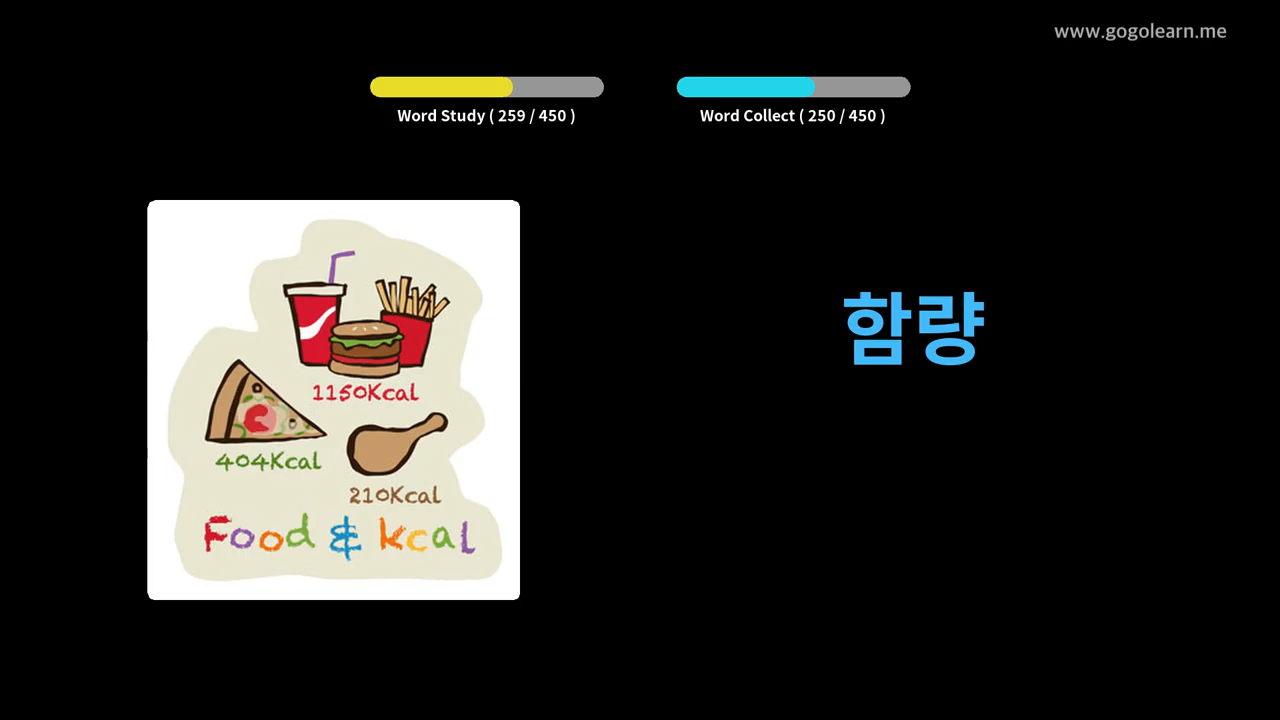 www.gogolearn.me
Word Study ( 259 / 450 )
Word Collect ( 250 / 450 )
함량
1150Kcal
404Kcal
210Kcal
Food & kcal